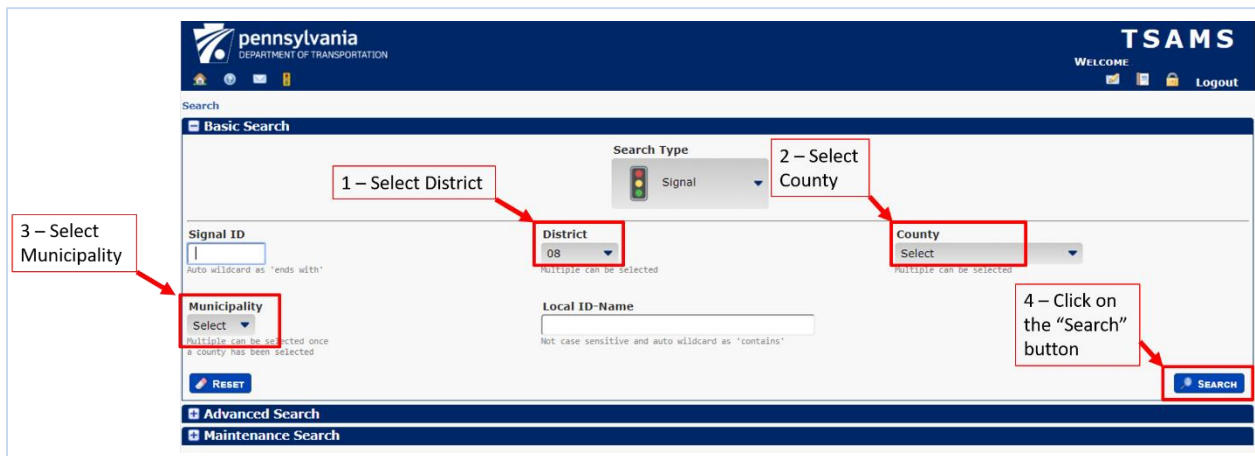 pennsylvania
DEPARTMENT OF TRANSPORTATION
TSAMS
WELCOME
Logout
Search
Basic Search
Search Type
Signal
1 – Select District
2 – Select
County
3 – Select
Municipality
Signal ID
Auto wildcard as 'ends with'
District
08
Multiple can be selected
County
Select
Multiple can be selected
Municipality
Select
Multiple can be selected once
a county has been selected
Local ID-Name
Not case sensitive and auto wildcard as 'contains'
4 – Click on
the “Search”
button
RESET
SEARCH
Advanced Search
Maintenance Search